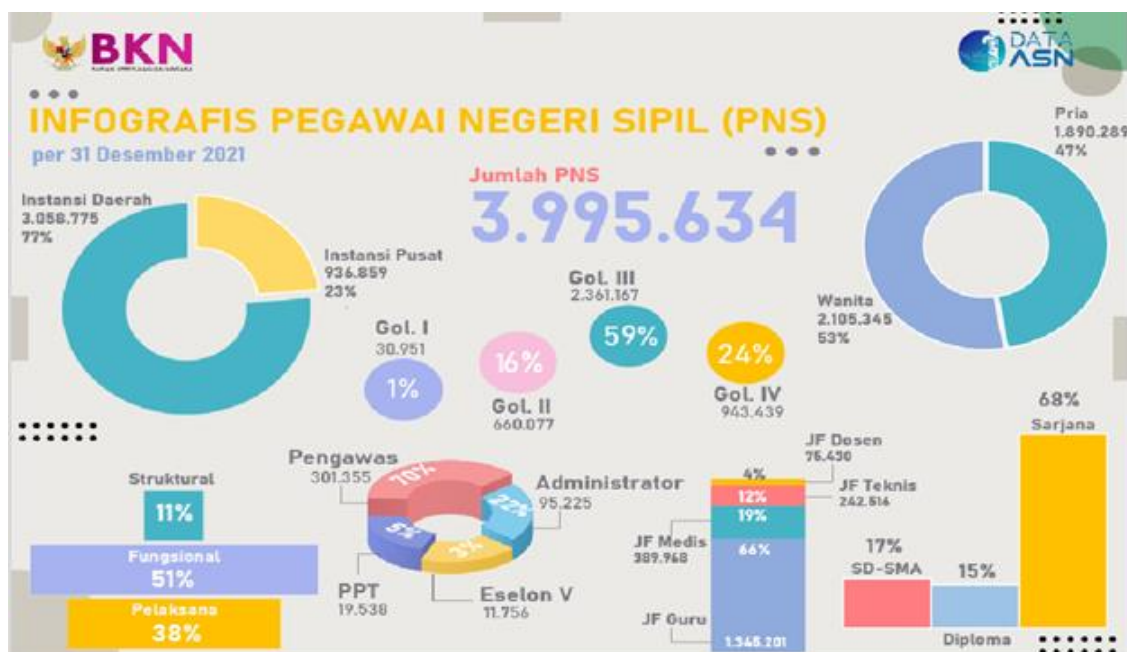 BKN
DATA
ASN
INFOGRAFIS PEGAWAI NEGERI SIPIL (PNS)
per 31 Desember 2021
Jumlah PNS
3.995.634
Instansi Daerah
3.058.775
77%
Instansi Pusat
936.859
23%
Pria
1.890.289
47%
Wanita
2.105.345
53%
Gol. I
30.951
1%
16%
Gol. II
660.077
Gol. III
2.361.167
59%
24%
Gol. IV
943.439
Struktural
11%
Fungsional
51%
Pelaksana
38%
Pengawas
301.355
70%
Administrator
95.225
22%
PPT
19.538
5%
Eselon V
11.756
3%
JF Dosen
75.430
4%
JF Teknis
242.516
12%
JF Medis
389.968
19%
66%
JF Guru
1.345.201
17%
SD-SMA
15%
Diploma
68%
Sarjana